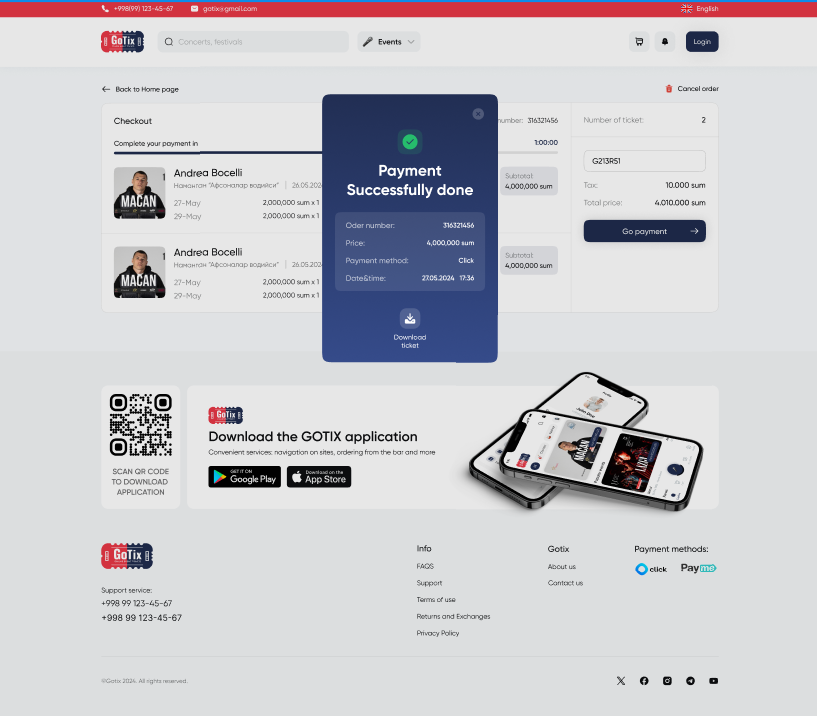 +998(99) 123-45-67
gotix@gmail.com
English
GoTix
Concerts, festivals
Events
Login
Back to Home page
Cancel order
Checkout
number: 316321456
Complete your payment in
1:00:00
Andrea Bocelli
Намонтон "Афсоналар водийси" | 26.05.202
27-May
2,000,000 sum x 1
29-May
2,000,000 sum x 1
Subtotal:
4,000,000 sum
MACAN
Andrea Bocelli
Намонтон "Афсоналар водийси" | 26.05.202
27-May
2,000,000 sum x 1
29-May
2,000,000 sum x 1
Subtotal:
4,000,000 sum
MACAN
Number of ticket:
2
G213RS1
Tax:
10.000 sum
Total price:
4.010.000 sum
Go payment
Payment
Successfully done
Oder number:
316321456
Price:
4,000,000 sum
Payment method:
Click
Date&time:
27.05.2024 17:36
Download
ticket
SCAN QR CODE
TO DOWNLOAD
APPLICATION
GoTix
Download the GOTIX application
Convenient services: navigation on sites, ordering from the bar and more
GET IT ON
Google Play
Download on the
App Store
John Doy
MACAN
GoTix
Support service:
+998 99 123-45-67
+998 99 123-45-67
Info
FAQS
Support
Terms of use
Returns and Exchanges
Privacy Policy
Gotix
About us
Contact us
Payment methods:
click
Payme
©Gotix 2024. All rights reserved.